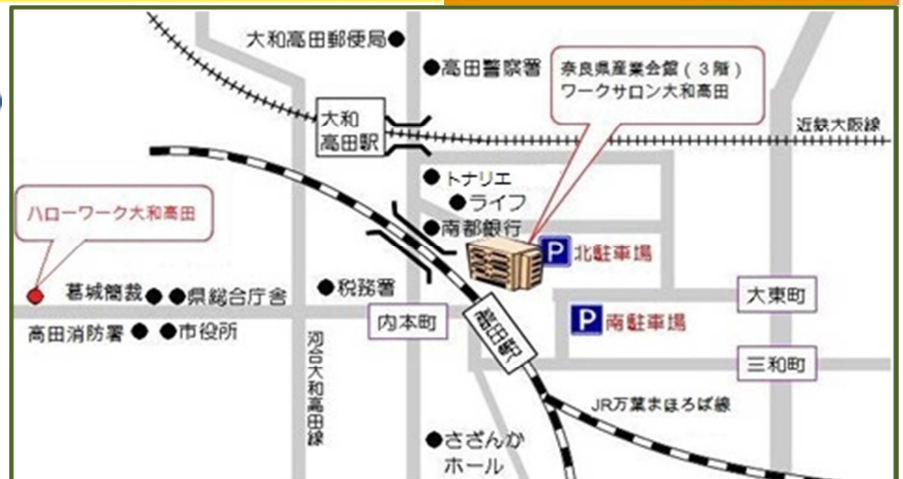 大和高田郵便局
高田警察署
奈良県産業会館（３階）
ワークサロン大和高田
近鉄大阪線
大和
高田駅
トナリエ
ライフ
南都銀行
ハローワーク大和高田
P 北駐車場
葛城簡裁
県総合庁舎
税務署
大東町
高田消防署
市役所
内本町
高田駅
P 南駐車場
三和町
河合大和高田線
JR万葉まほろば線
さざんか
ホール